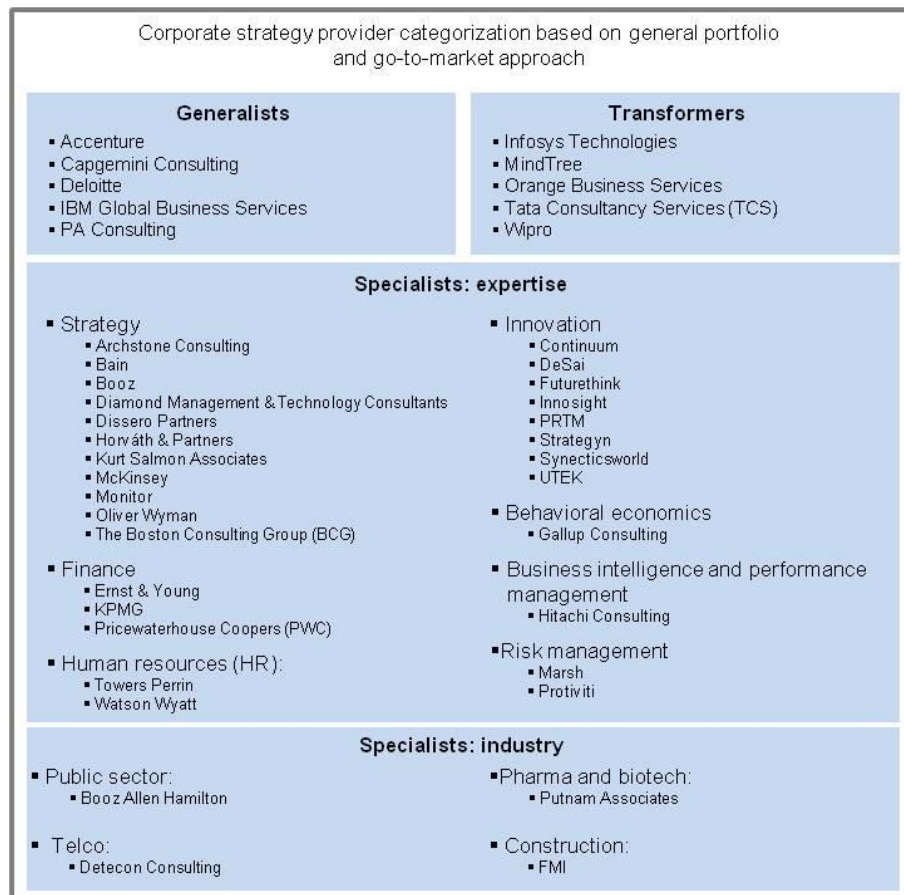 Corporate strategy provider categorization based on general portfolio
and go-to-market approach
Generalists
▪ Accenture
▪ Capgemini Consulting
▪ Deloitte
▪ IBM Global Business Services
▪ PA Consulting
Transformers
▪ Infosys Technologies
▪ MindTree
▪ Orange Business Services
▪ Tata Consultancy Services (TCS)
▪ Wipro
Specialists: expertise
▪ Strategy
▪ Archstone Consulting
▪ Bain
▪ Booz
▪ Diamond Management & Technology Consultants
▪ Dissero Partners
▪ Horváth & Partners
▪ Kurt Salmon Associates
▪ McKinsey
▪ Monitor
▪ Oliver Wyman
▪ The Boston Consulting Group (BCG)
▪ Finance
▪ Ernst & Young
▪ KPMG
▪ Pricewaterhouse Coopers (PWC)
▪ Human resources (HR):
▪ Towers Perrin
▪ Watson Wyatt
▪ Innovation
▪ Continuum
▪ DeSai
▪ Futurethink
▪ Innosight
▪ PRTM
▪ Strategyn
▪ Synecticsworld
▪ UTEK
▪ Behavioral economics
▪ Gallup Consulting
▪ Business intelligence and performance
management
▪ Hitachi Consulting
▪Risk management
▪ Marsh
▪ Protiviti
Specialists: industry
▪ Public sector:
▪ Booz Allen Hamilton
▪ Telco:
▪ Detecon Consulting
▪Pharma and biotech:
▪ Putnam Associates
▪ Construction:
▪ FMI